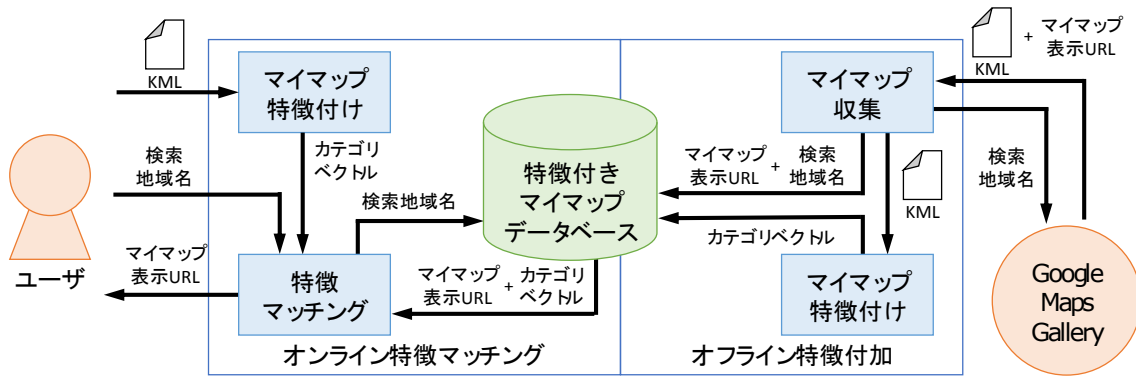 KML
マイマップ
特徴付け
カテゴリ
ベクトル
検索
地域名
検索地域名
マイマップ
表示URL
ユーザ
特徴
マッチング
マイマップ
表示URL
+
カテゴリ
ベクトル
オンライン特徴マッチング
特徴付き
マイマップ
データベース
マイマップ
収集
マイマップ
表示URL
+
検索
地域名
KML
カテゴリベクトル
マイマップ
特徴付け
オフライン特徴付加
KML
+ マイマップ
表示URL
検索
地域名
Google
Maps
Gallery